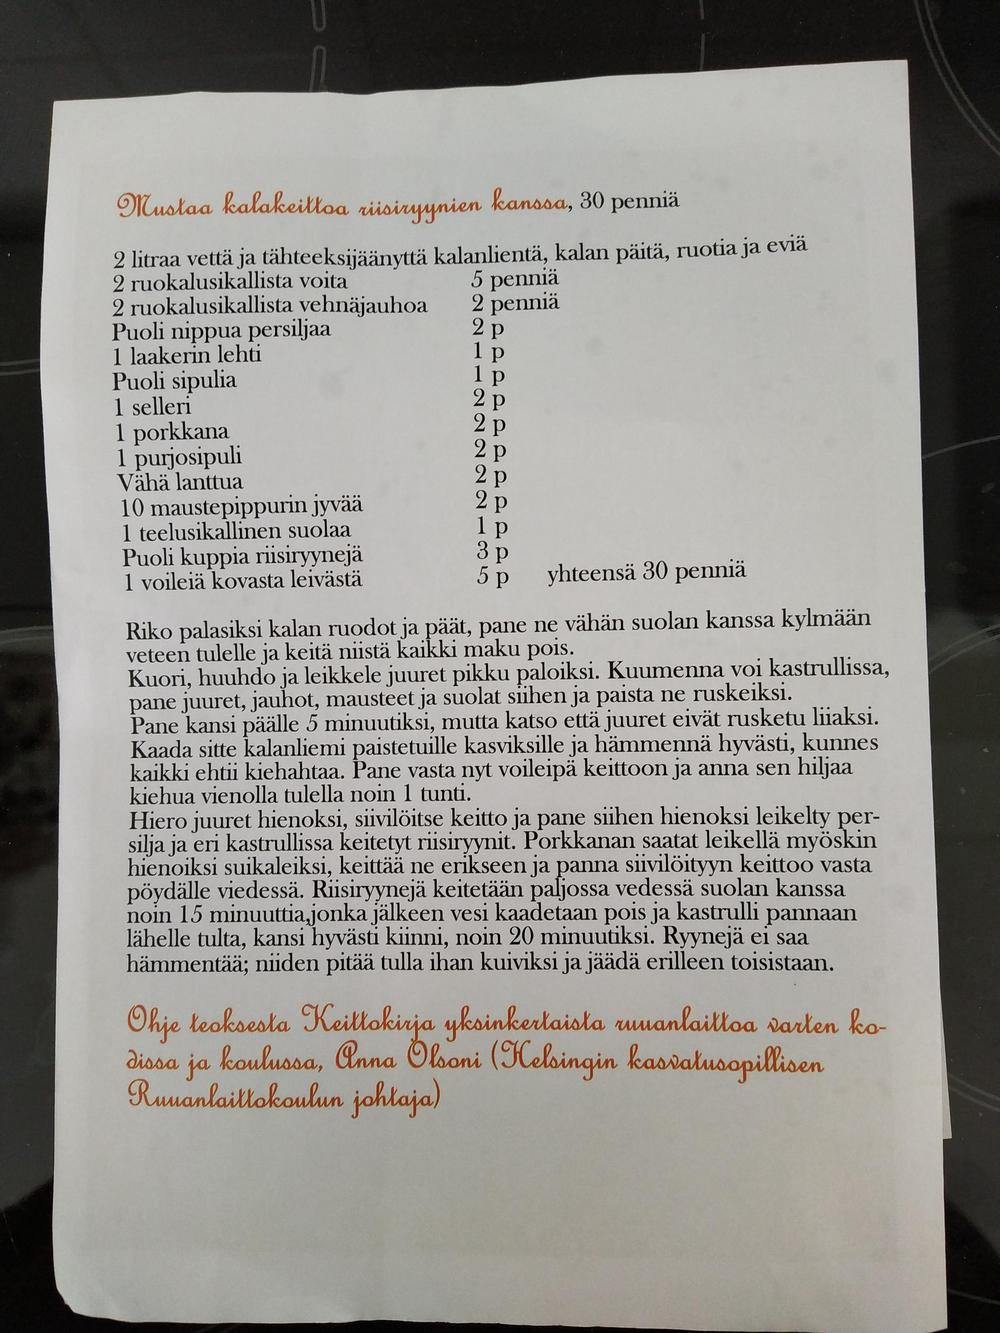 Mustaa kalakeittoa riisiryynien kanssa, 30 penniä
2 litraa vettä ja tähteeksijäänyttä kalanlientä, kalan päitä, ruotia ja eviä
2 ruokalusikallista voita 5 penniä
2 ruokalusikallista vehnäjauhoa 2 penniä
Puoli nippua persiljaa 2 p
1 laakerin lehti 1 p
Puoli sipulia 1 p
1 selleri 2 p
1 porkkana 2 p
1 purjosipuli 2 p
Vähä lanttua 2 p
10 maustepippurin jyvää 2 p
1 teelusikallinen suolaa 1 p
Puoli kuppia riisiryynejä 3 p
1 voileiä kovasta leivästä 5 p yhteensä 30 penniä
Riko palasiksi kalan ruodot ja päät, pane ne vähän suolan kanssa kylmään
veteen tulelle ja keitä niistä kaikki maku pois.
Kuori, huuhdo ja leikkele juuret pikku paloiksi. Kuumenna voi kastrullissa,
pane juuret, jauhot, mausteet ja suolat siihen ja paista ne ruskeiksi.
Pane kansi päälle 5 minuutiksi, mutta katso että juuret eivät rusketu liiaksi.
Kaada sitte kalanliemi paistetuille kasviksille ja hämmennä hyvästi, kunnes
kaikki ehtii kiehahtaa. Pane vasta nyt voileipä keittoon ja anna sen hiljaa
kiehua vienolla tulella noin 1 tunti.
Hiero juuret hienoksi, siivilöitse keitto ja pane siihen hienoksi leikelty per-
silja ja eri kastrullissa keitetyt riisiryynit. Porkkanan saatat leikellä myöskin
hienoiksi suikaleiksi, keittää ne erikseen ja panna siivilöityyn keittoo vasta
pöydälle viedessä. Riisiryynejä keitetään paljossa vedessä suolan kanssa
noin 15 minuuttia,jonka jälkeen vesi kaadetaan pois ja kastrulli pannaan
lähelle tulta, kansi hyvästi kiinni, noin 20 minuutiksi. Ryynejä ei saa
hämmentää; niiden pitää tulla ihan kuiviksi ja jäädä erilleen toisistaan.
Ohje teoksesta Keittokirja yksinkertaista ruuanlaittoa varten ko-
dissa ja koulussa, Anna Olsoni (Helsingin kasvatusopillisen
Ruuanlaittokoulun johtaja)